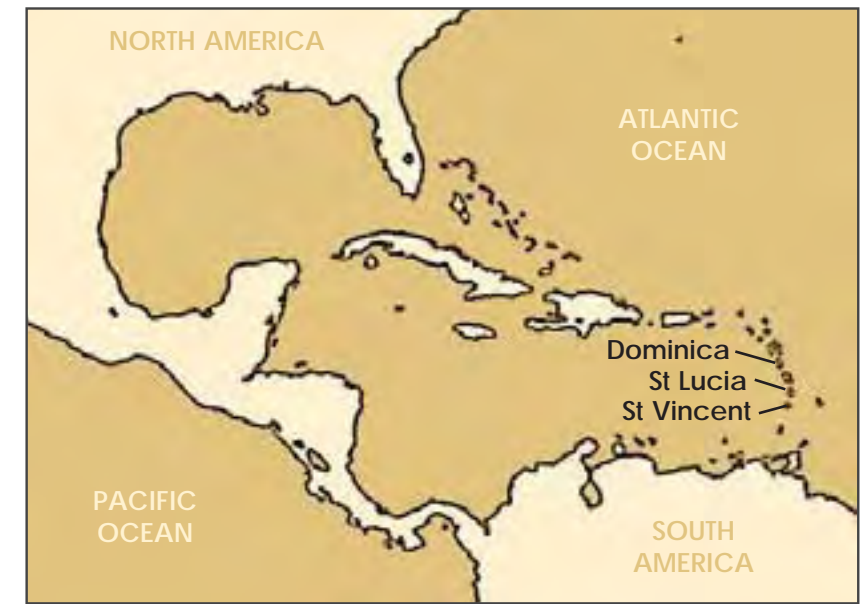 NORTH AMERICA
ATLANTIC
OCEAN
Dominica
St Lucia
St Vincent
PACIFIC
OCEAN
SOUTH
AMERICA